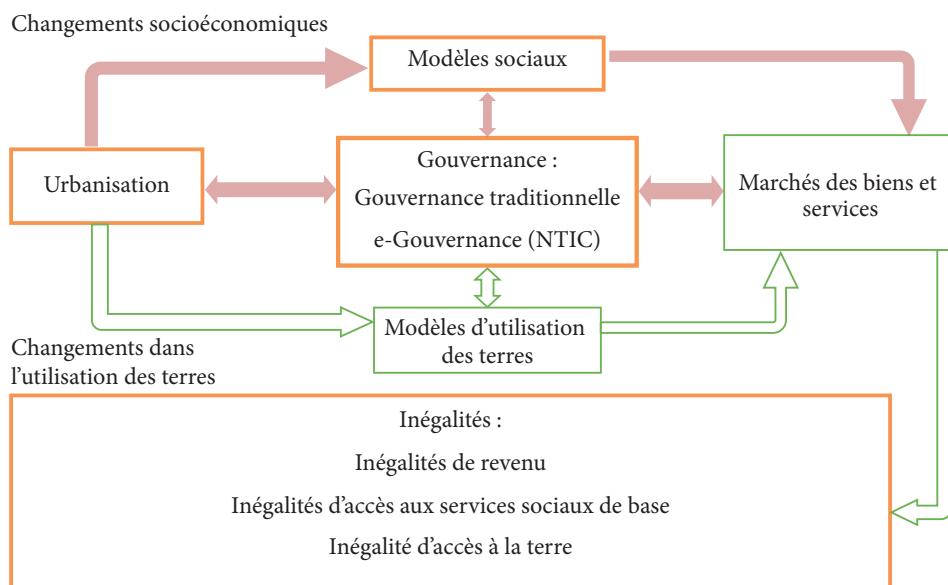 Changements socioéconomiques
Modèles sociaux
Urbanisation
Gouvernance :
Gouvernance traditionnelle
e-Gouvernance (NTIC)
Marchés des biens et
services
Modèles d'utilisation
des terres
Changements dans
l'utilisation des terres
Inégalités :
Inégalités de revenu
Inégalités d'accès aux services sociaux de base
Inégalité d'accès à la terre